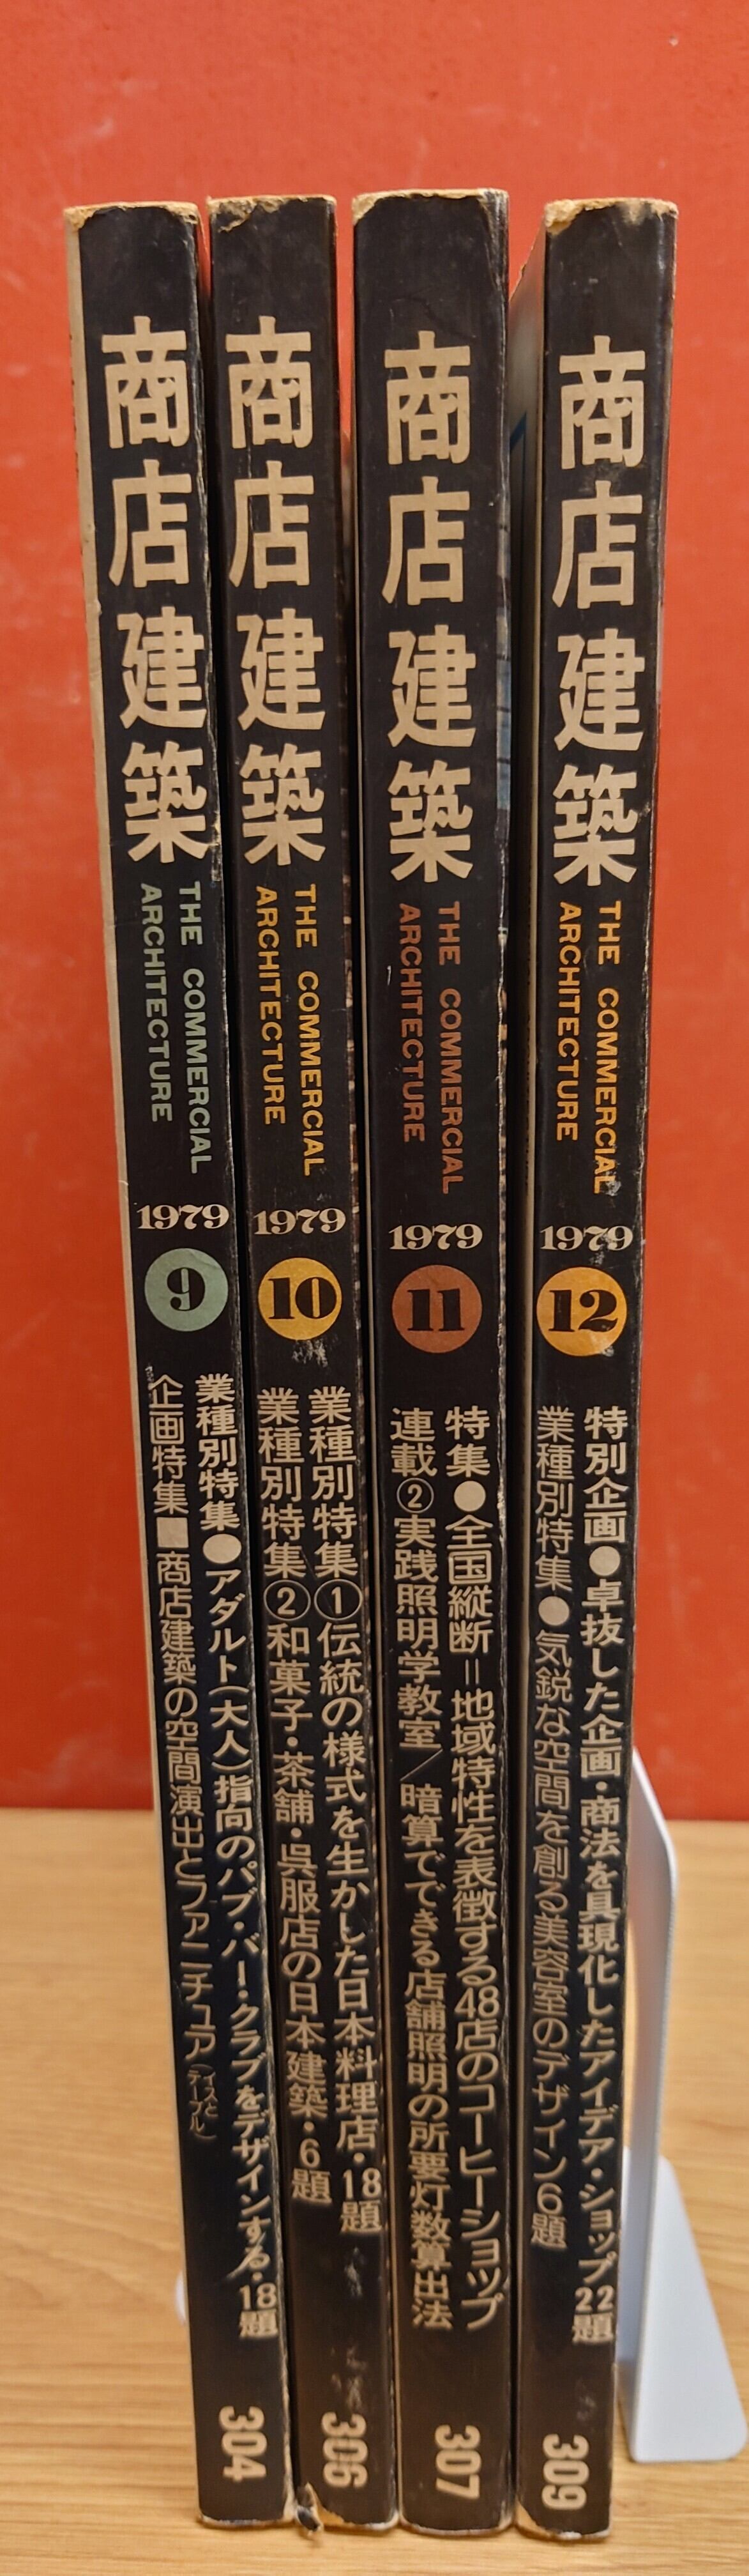 商店建築
THE COMMERCIAL
ARCHITECTURE
1979
9
業種別特集●アダルト(大人)指向のパブ・バー・クラブをデザインする・18題
企画特集■商店建築の空間演出とファニチュア(イスとテーブル)
304
商店建築
THE COMMERCIAL
ARCHITECTURE
1979
10
業種別特集①伝統の様式を生かした日本料理店・18題
業種別特集②和菓子・茶舗・呉服店の日本建築・6題
306
商店建築
THE COMMERCIAL
ARCHITECTURE
1979
11
特集●全国縦断=地域特性を表徴する48店のコーヒーショップ
連載②実践照明学教室/暗算でできる店舗照明の所要灯数算出法
307
商店建築
THE COMMERCIAL
ARCHITECTURE
1979
12
特別企画●卓抜した企画・商法を具現化したアイデア・ショップ22題
業種別特集●気鋭な空間を創る美容室のデザイン6題
309